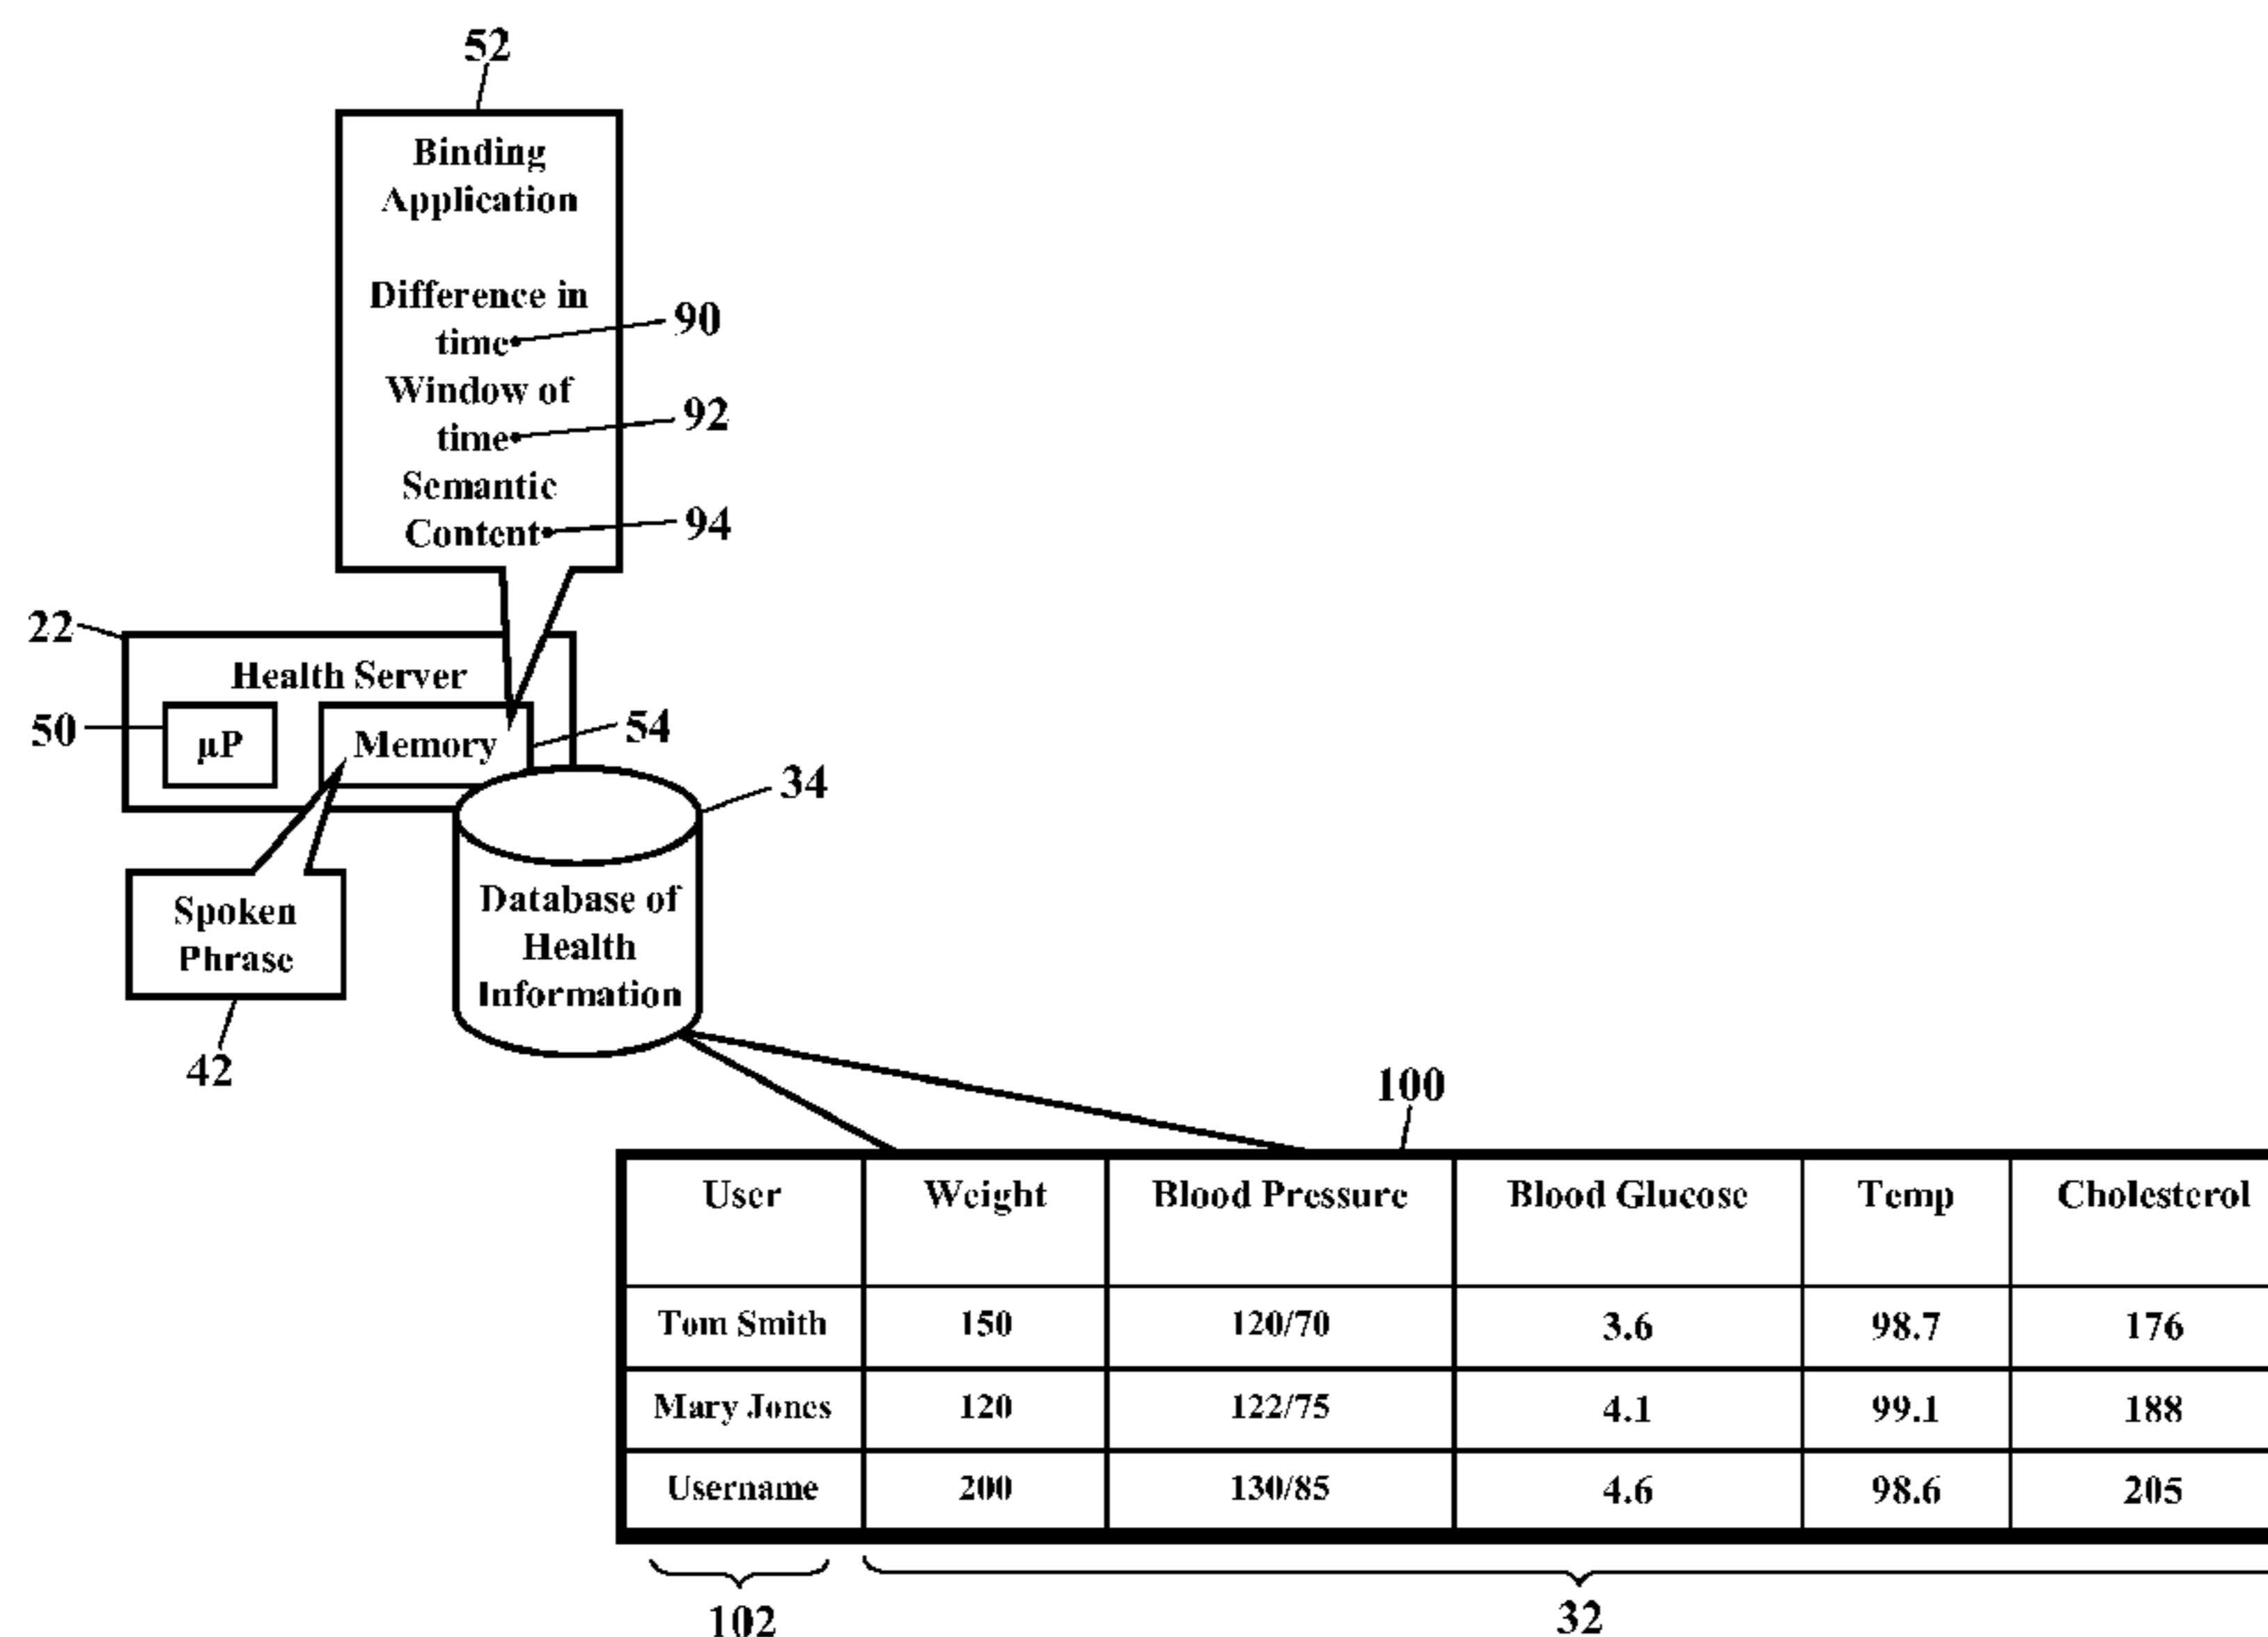 52
Binding
Application
Difference in
time
90
Window of
time
92
Semantic
Content
94
22
Health Server
50
µP
Memory
54
34
Spoken
Phrase
42
Database of
Health
Information
100
User Weight Blood Pressure Blood Glucose Temp Cholesterol
Tom Smith 150 120/70 3.6 98.7 176
Mary Jones 120 122/75 4.1 99.1 188
Username 200 130/85 4.6 98.6 205
102
32